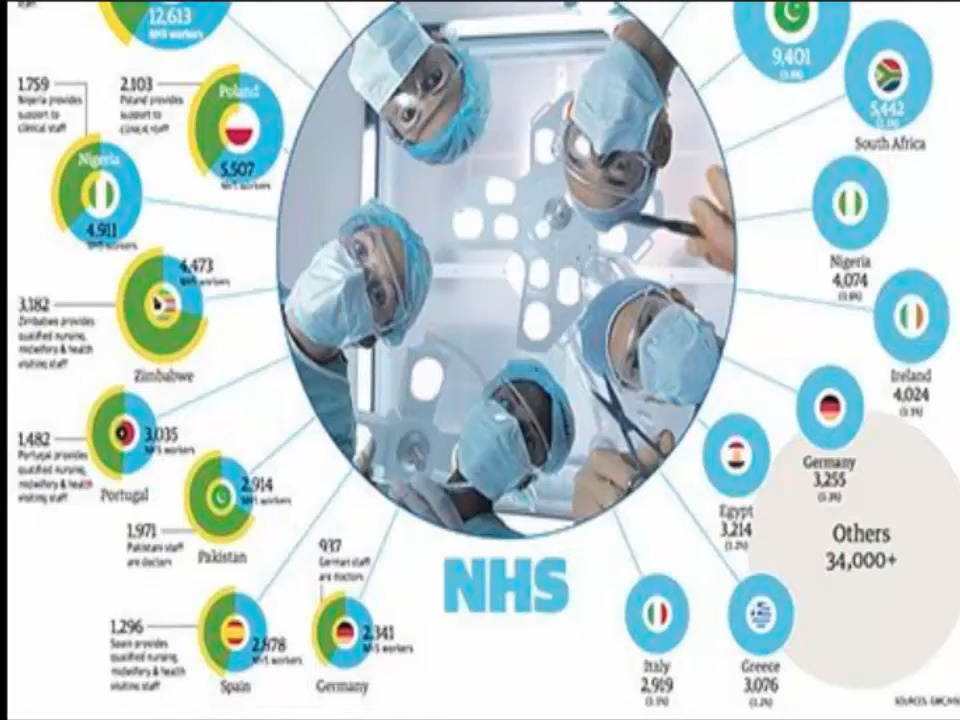 staff
12,613
NHS workers
9,401
1,759
Nigeria provides
support to
clinical staff
2,103
Poland provides
support to
clinical staff
Poland
5,507
NHS workers
5,442
South Africa
Nigeria
4,911
NHS workers
Nigeria
4,074
4,473
NHS workers
3,182
Zimbabwe provides
qualified nursing,
midwifery & health
visiting staff
Zimbabwe
Ireland
4,024
1,482
Portugal provides
qualified nursing,
midwifery & health
visiting staff
3,035
NHS workers
Portugal
Germany
3,255
2,914
NHS workers
Egypt
3,214
1,971
Pakistani staff
are doctors
Pakistan
Others
34,000+
937
German staff
are doctors
NHS
1,296
Spain provides
qualified nursing,
midwifery & health
visiting staff
2,878
NHS workers
Spain
2,341
NHS workers
Germany
Italy
2,919
Greece
3,076